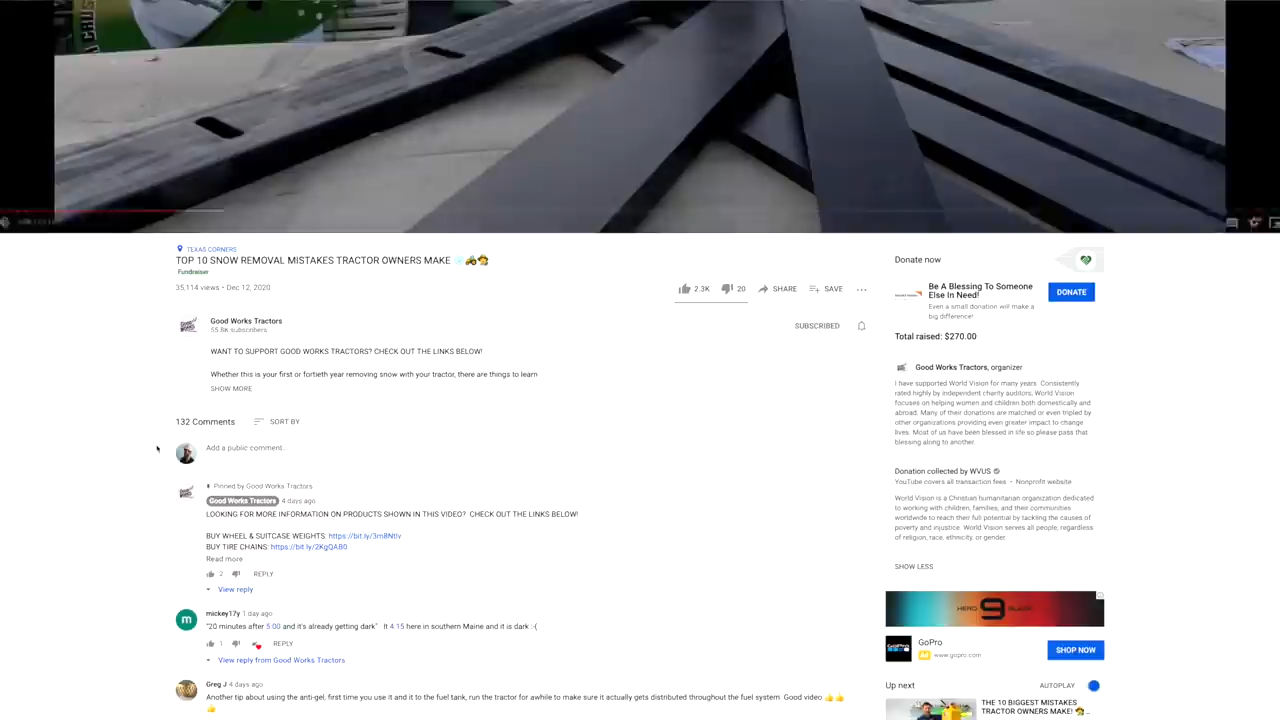 TEXAS CORNERS
TOP 10 SNOW REMOVAL MISTAKES TRACTOR OWNERS MAKE
Fundraiser
35,114 views • Dec 12, 2020
2.3K
20
SHARE
SAVE
Good Works Tractors
55.8K subscribers
SUBSCRIBED
WANT TO SUPPORT GOOD WORKS TRACTORS? CHECK OUT THE LINKS BELOW!
Whether this is your first or fortieth year removing snow with your tractor, there are things to learn
SHOW MORE
132 Comments
SORT BY
Add a public comment...
Pinned by Good Works Tractors
Good Works Tractors 4 days ago
LOOKING FOR MORE INFORMATION ON PRODUCTS SHOWN IN THIS VIDEO? CHECK OUT THE LINKS BELOW!
BUY WHEEL & SUITCASE WEIGHTS: https://bit.ly/3m8NtIv
BUY TIRE CHAINS: https://bit.ly/2KgQAB0
Read more
2
REPLY
View reply
m
mickey17y 1 day ago
"20 minutes after 5:00 and it's already getting dark" It 4:15 here in southern Maine and it is dark :-(
1
REPLY
View reply from Good Works Tractors
Greg J 4 days ago
Another tip about using the anti-gel, first time you use it and it to the fuel tank, run the tractor for awhile to make sure it actually gets distributed throughout the fuel system Good video
Donate now
Be A Blessing To Someone
Else In Need!
Even a small donation will make a
big difference!
DONATE
Total raised: $270.00
Good Works Tractors, organizer
I have supported World Vision for many years. Consistently
rated highly by independent charity auditors, World Vision
focuses on helping women and children both domestically and
abroad. Many of their donations are matched or even tripled by
other organizations providing even greater impact to change
lives. Most of us have been blessed in life so please pass that
blessing along to another.
Donation collected by WVUS
YouTube covers all transaction fees • Nonprofit website
World Vision is a Christian humanitarian organization dedicated
to working with children, families, and their communities
worldwide to reach their full potential by tackling the causes of
poverty and injustice. World Vision serves all people, regardless
of religion, race, ethnicity, or gender.
SHOW LESS
HERO 9 BLACK
GoPro
GoPro
Ad www.gopro.com
SHOP NOW
Up next
AUTOPLAY
THE 10 BIGGEST MISTAKES
TRACTOR OWNERS MAKE!